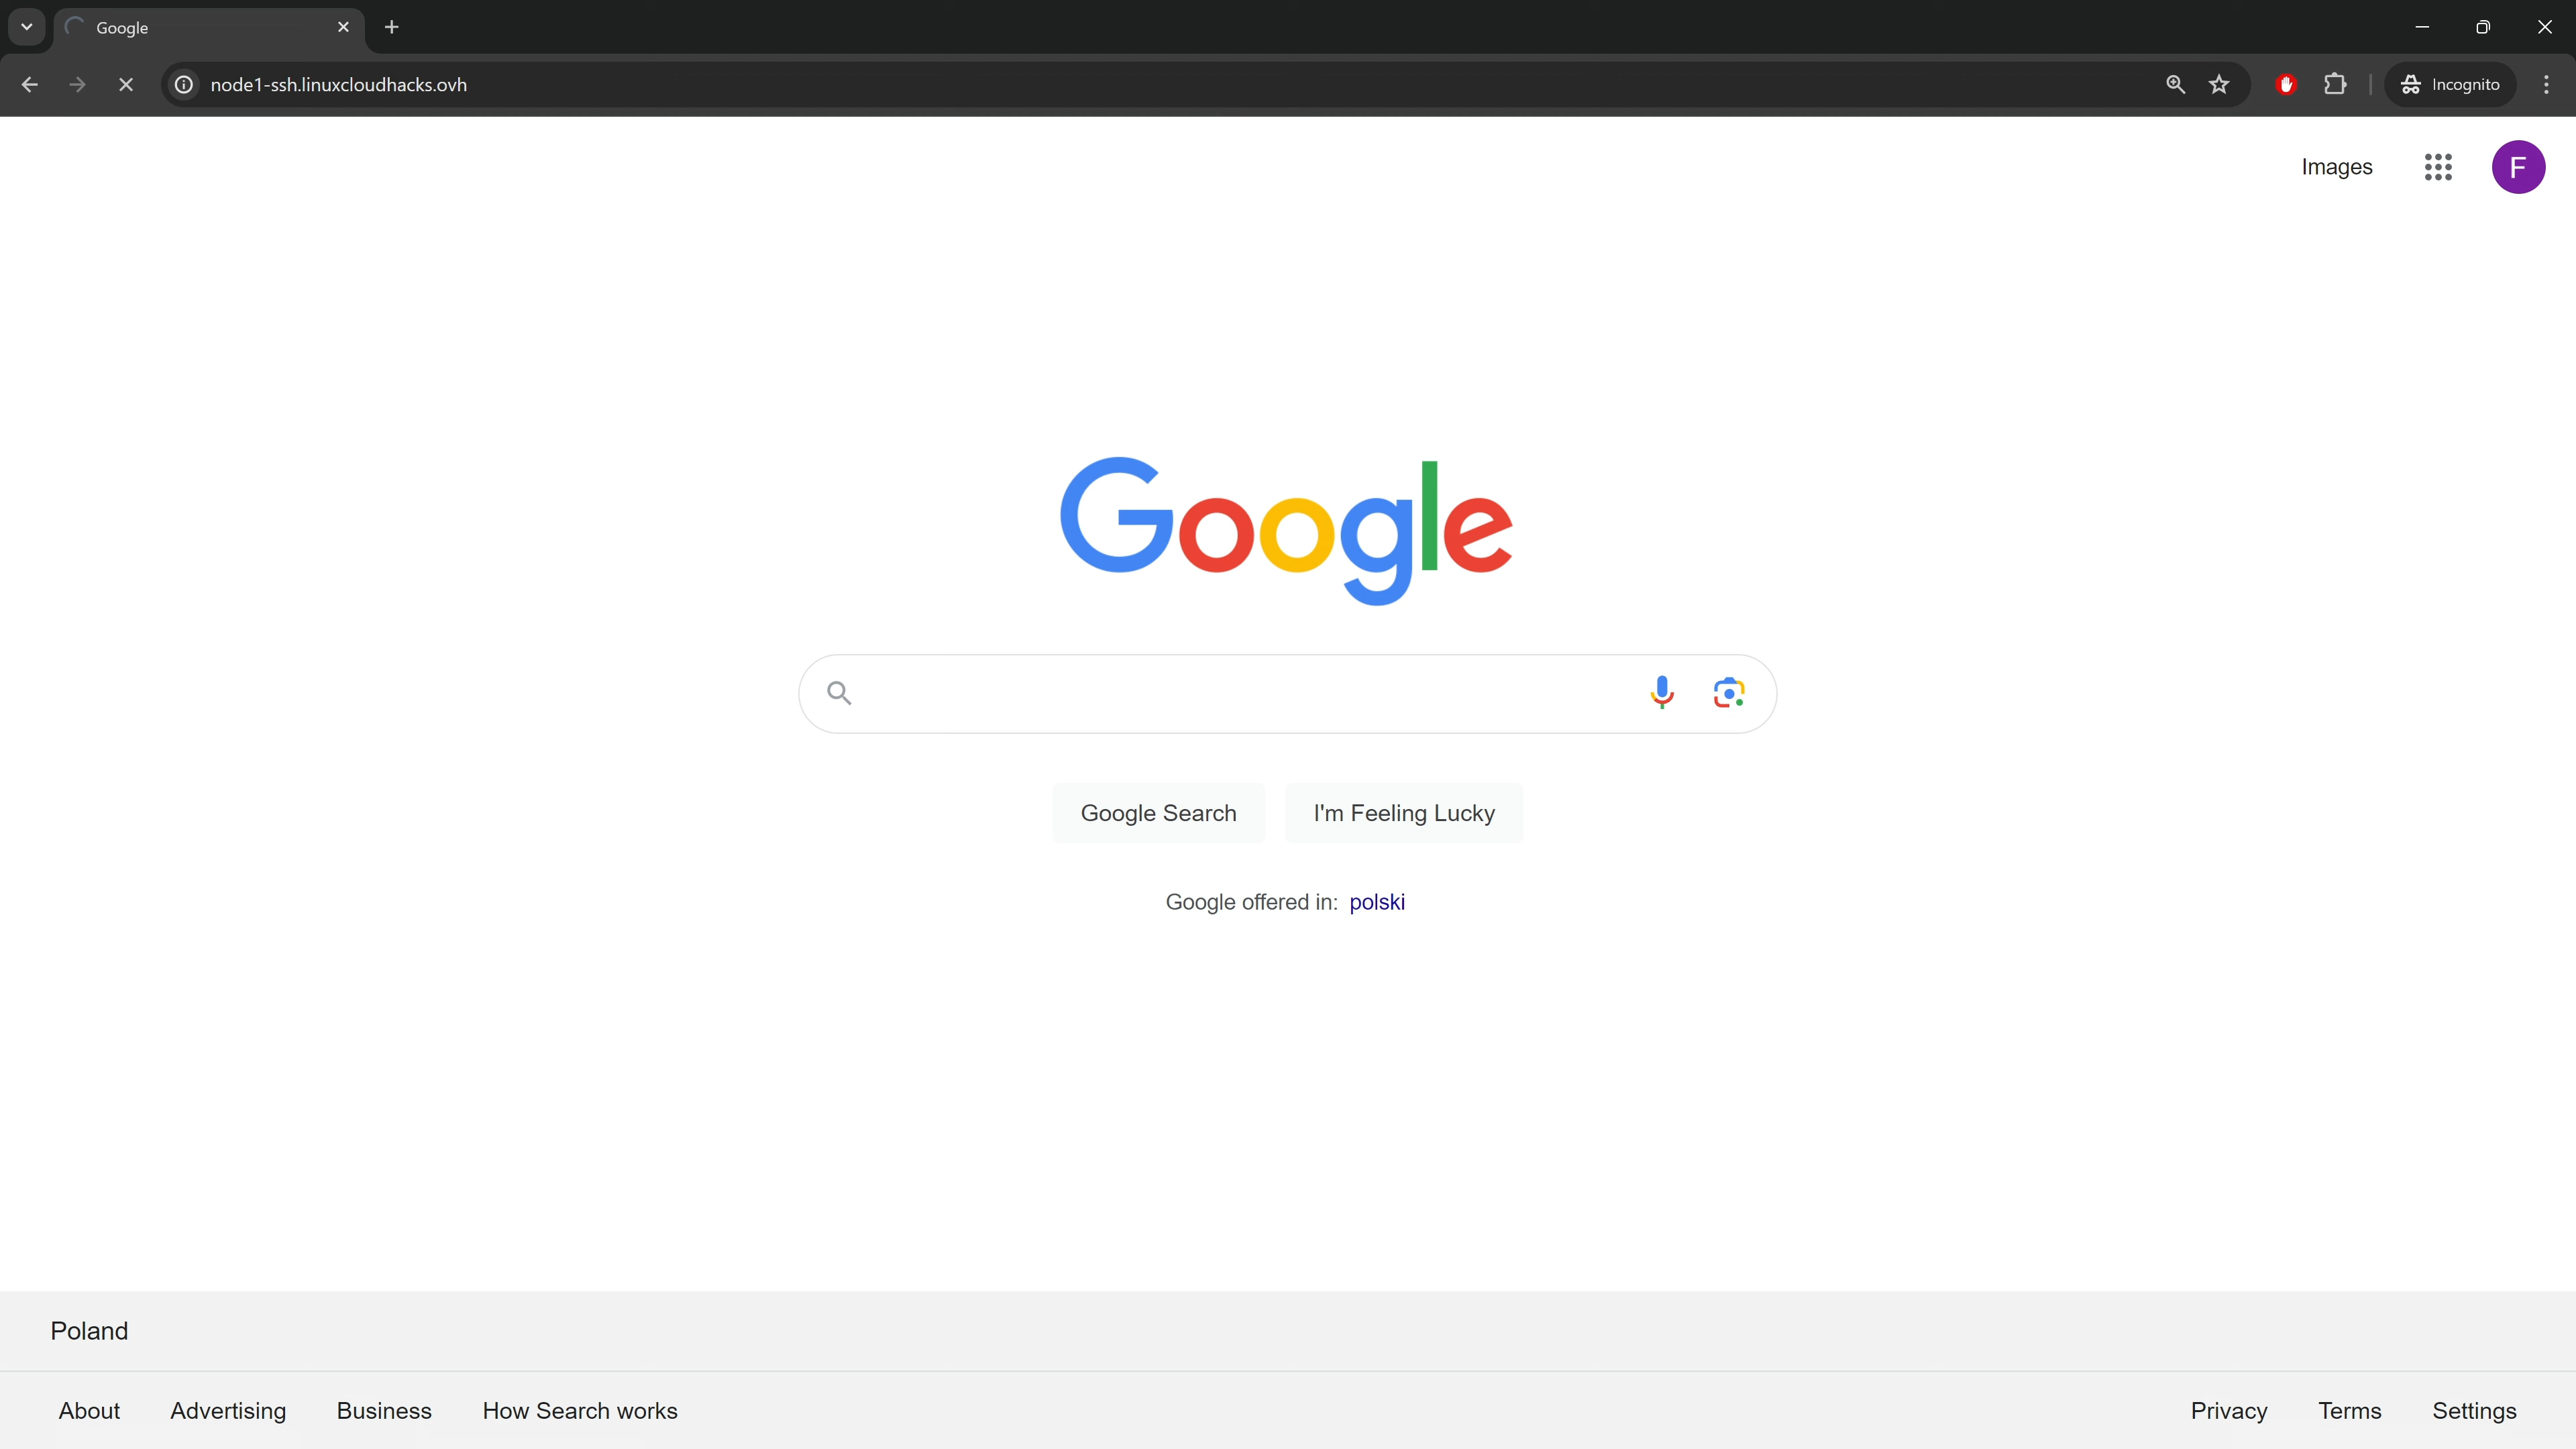 Google
node1-ssh.linuxcloudhacks.ovh
Incognito
Images
F
Google
Google Search
I'm Feeling Lucky
Google offered in: polski
Poland
About Advertising Business How Search works Privacy Terms Settings